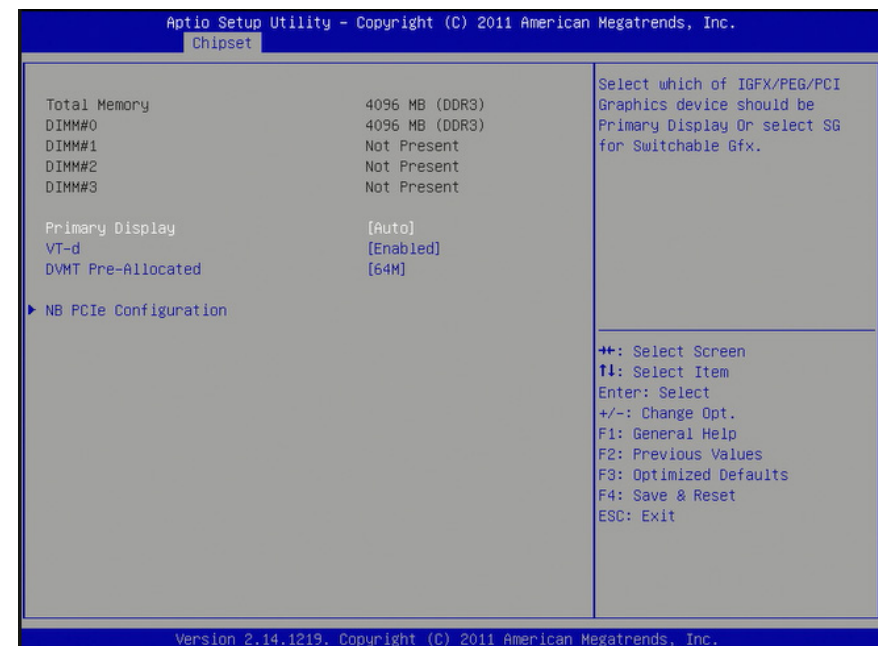 Aptio Setup Utility – Copyright (C) 2011 American Megatrends, Inc.
Chipset
Total Memory 4096 MB (DDR3)
DIMM#0 4096 MB (DDR3)
DIMM#1 Not Present
DIMM#2 Not Present
DIMM#3 Not Present
Primary Display [Auto]
VT-d [Enabled]
DVMT Pre-Allocated [64M]
NB PCIe Configuration
Select which of IGFX/PEG/PCI
Graphics device should be
Primary Display Or select SG
for Switchable Gfx.
→←: Select Screen
↑↓: Select Item
Enter: Select
+/-: Change Opt.
F1: General Help
F2: Previous Values
F3: Optimized Defaults
F4: Save & Reset
ESC: Exit
Version 2.14.1219. Copyright (C) 2011 American Megatrends, Inc.